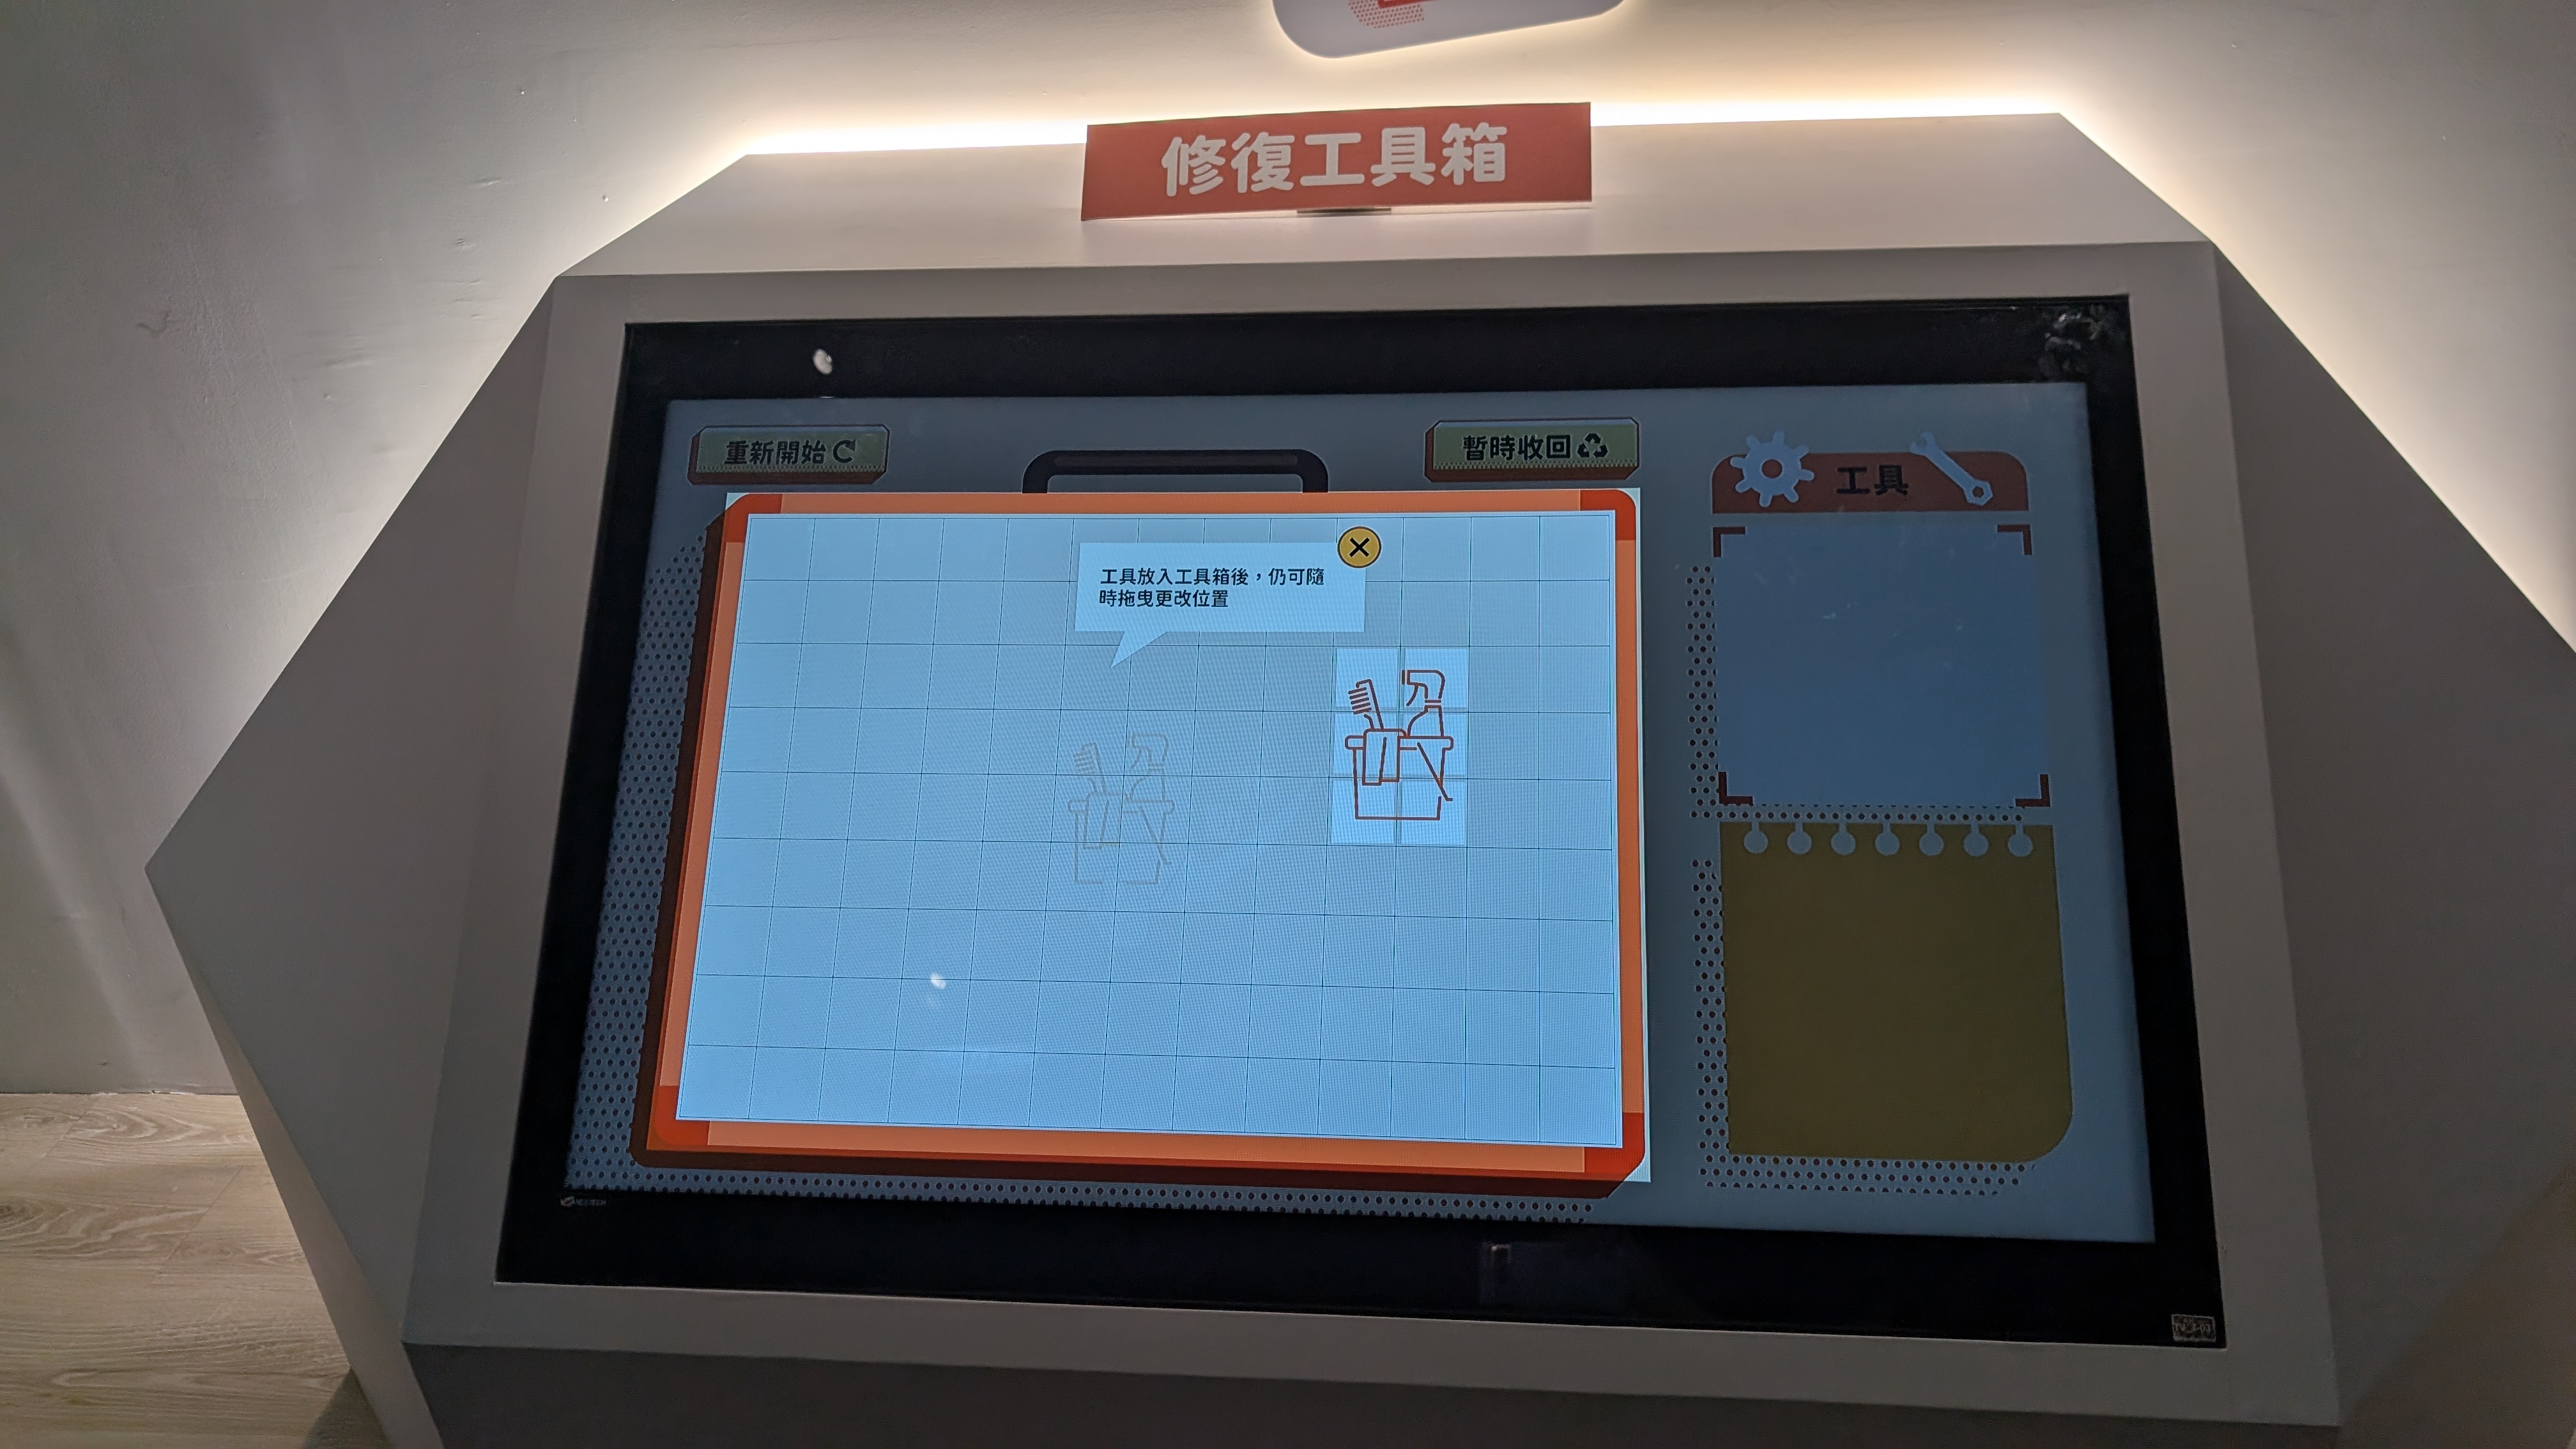 修復工具箱
重新開始
暫時收回
工具
工具放入工具箱後，仍可隨
時拖曳更改位置